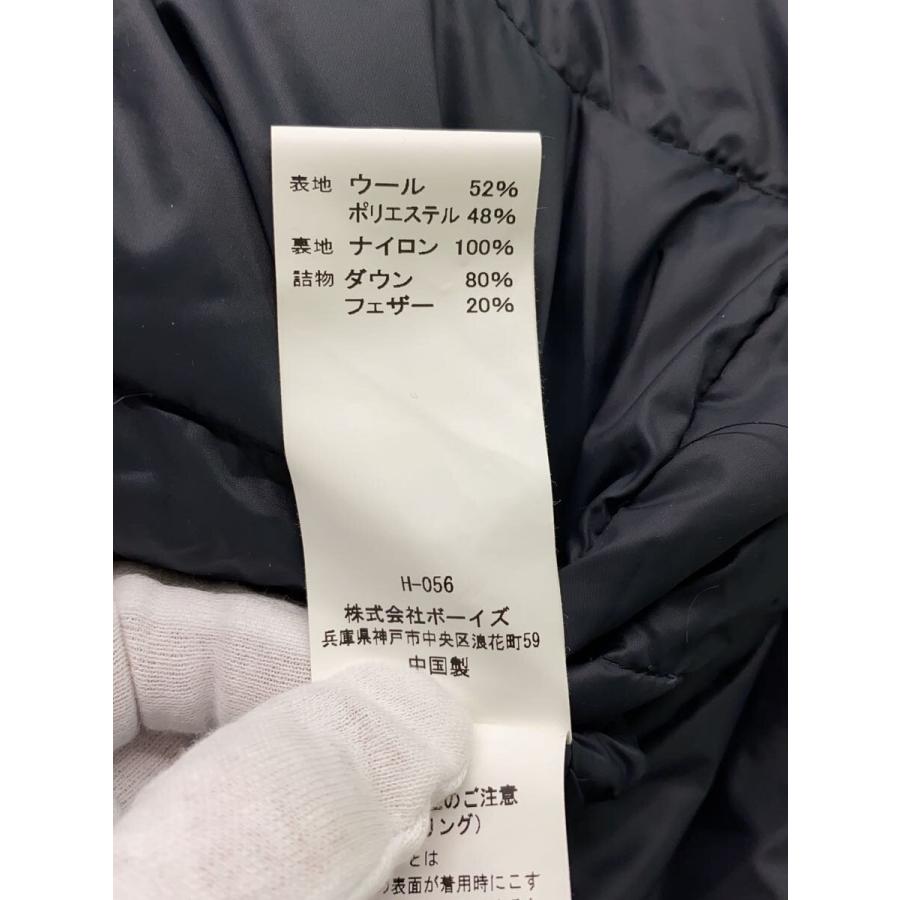 表地 ウール 52%
ポリエステル 48%
裏地 ナイロン 100%
詰物 ダウン 80%
フェザー 20%
H-056
株式会社ボーイズ
兵庫県神戸市中央区浪花町59
中国製
のご注意
リング)
とは
の表面が着用時にこす